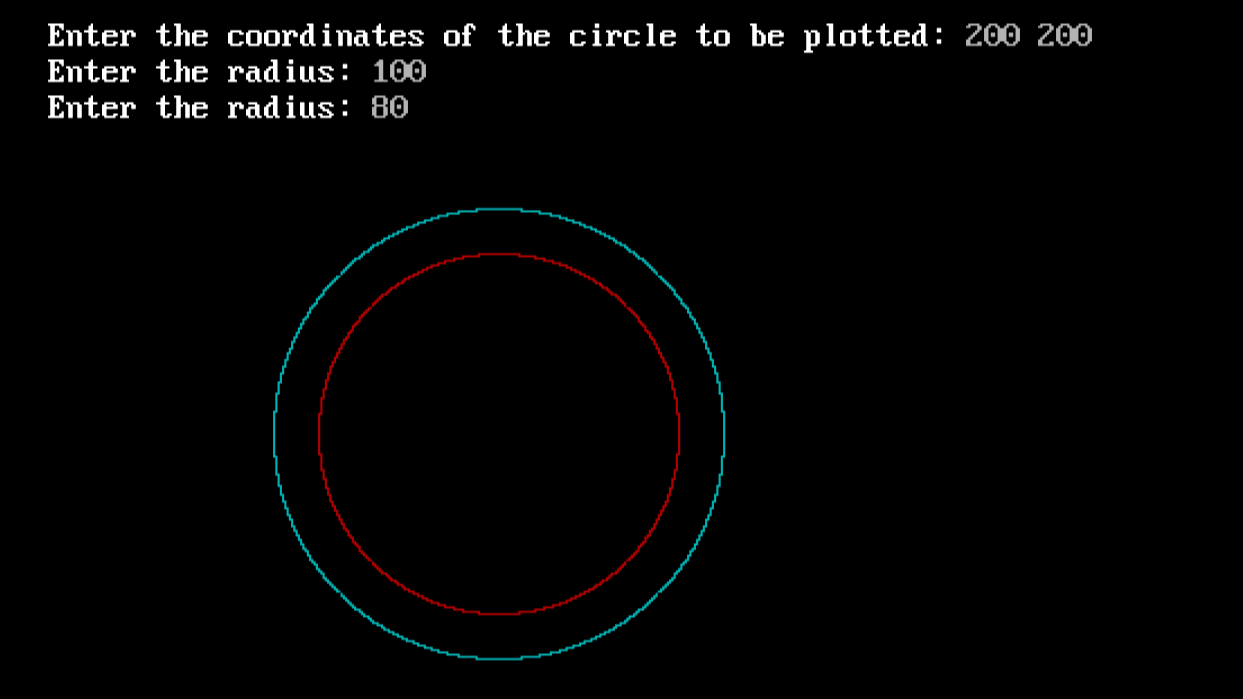 Enter the coordinates of the circle to be plotted: 200 200
Enter the radius: 100
Enter the radius: 80